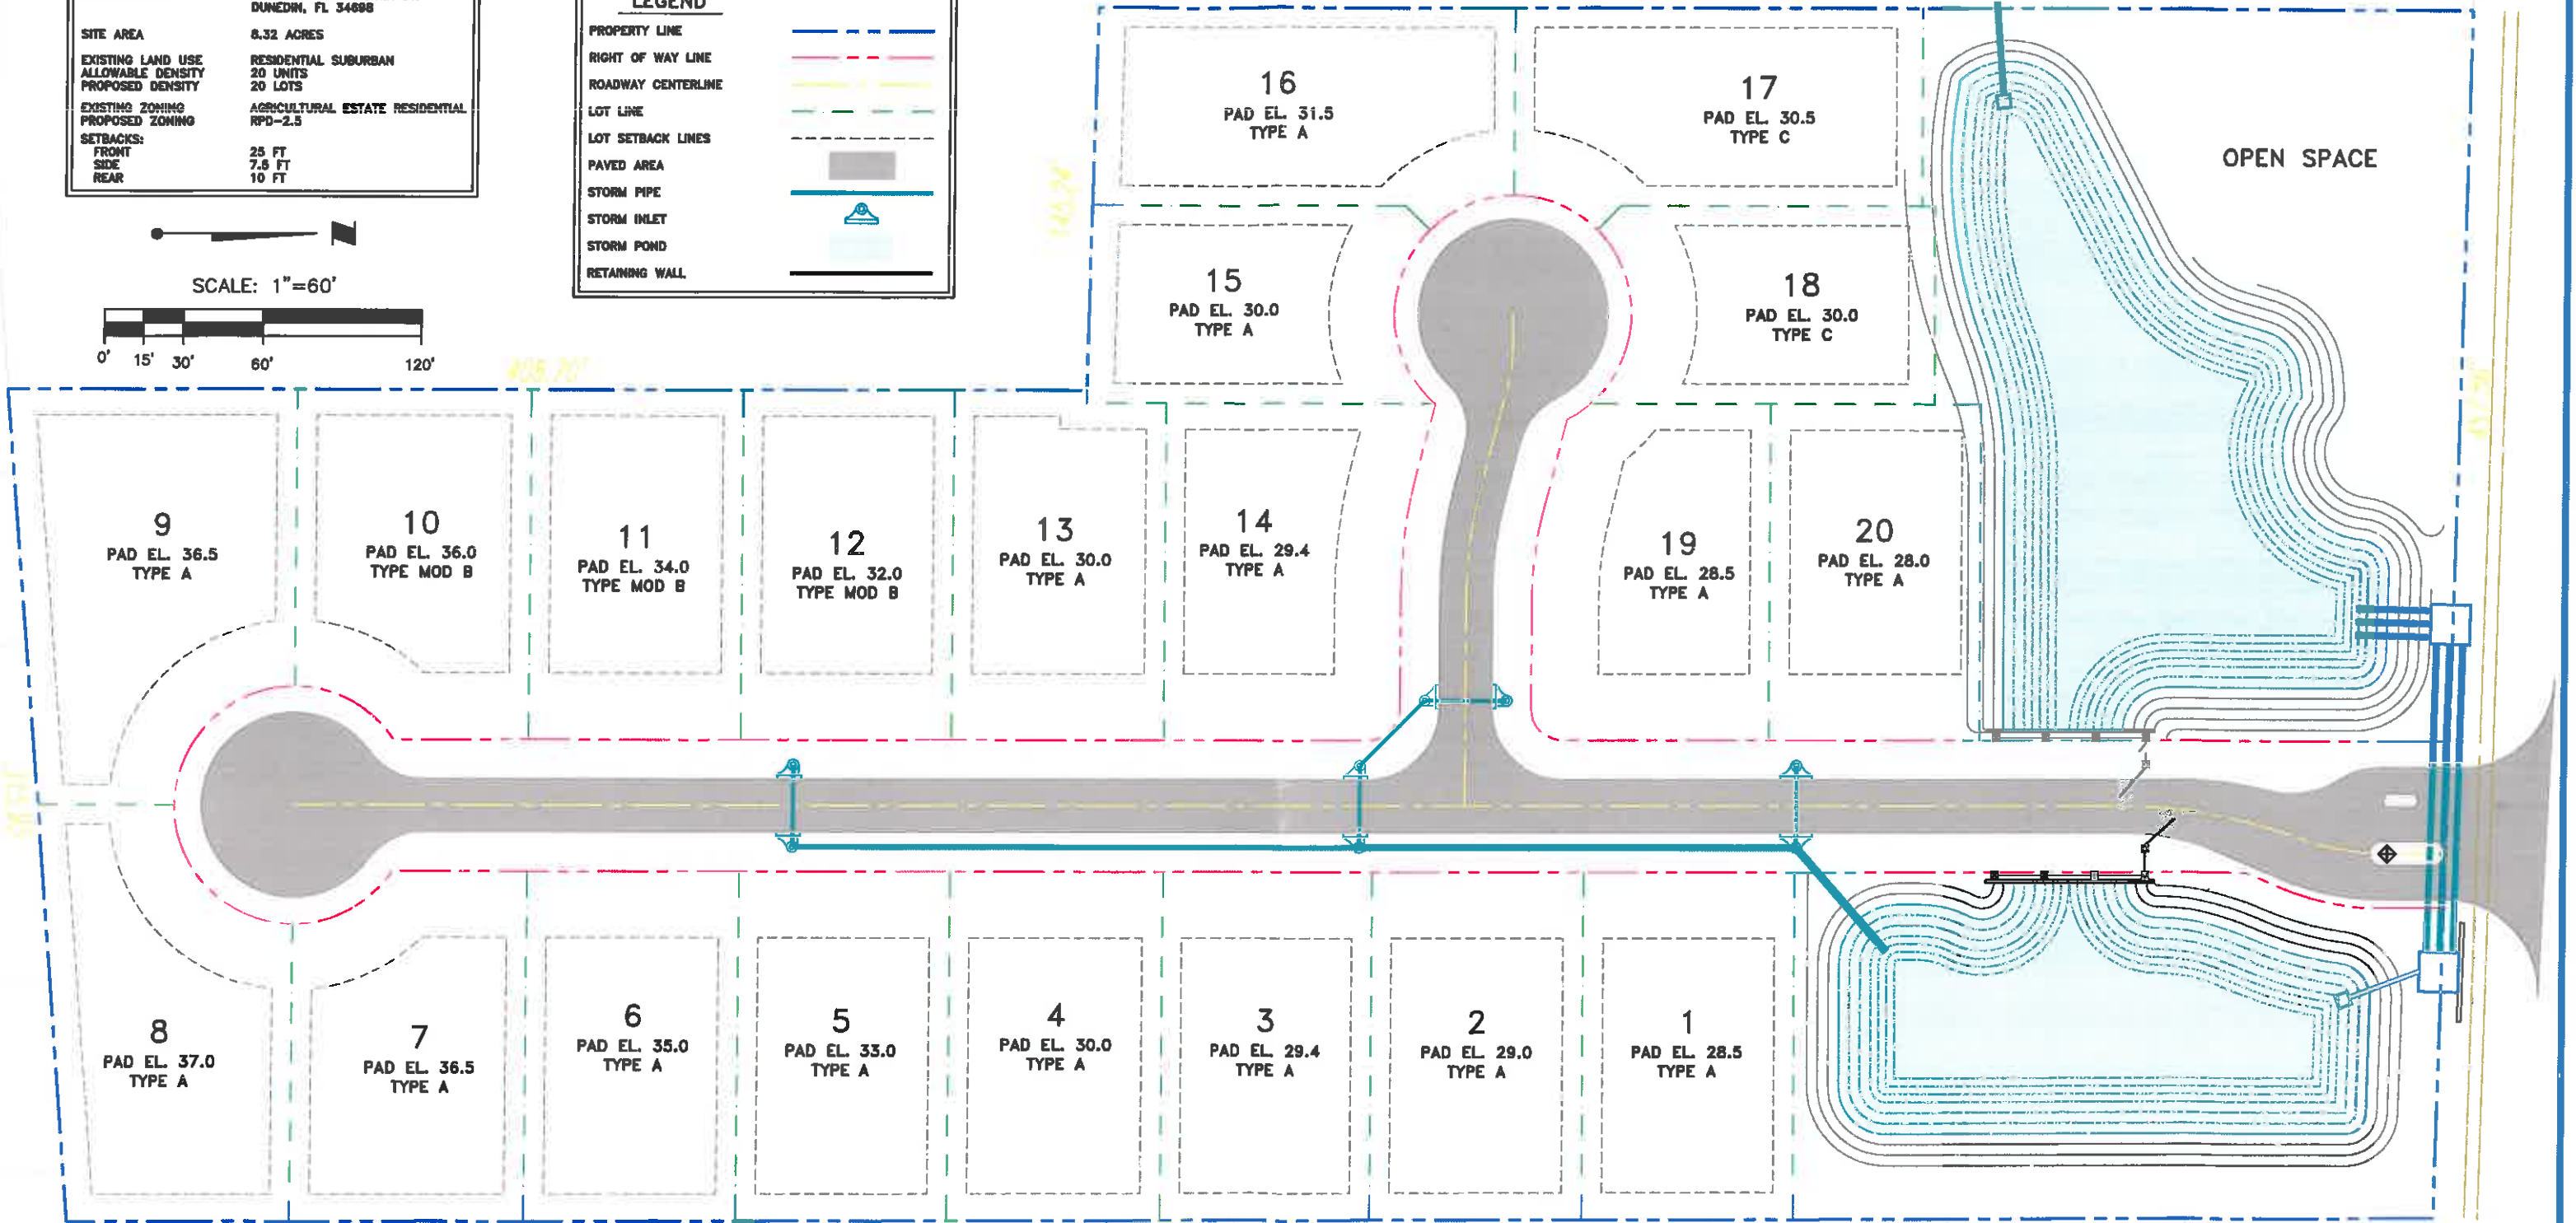 DUNEDIN, FL 34698
SITE AREA 8.32 ACRES
EXISTING LAND USE RESIDENTIAL SUBURBAN
ALLOWABLE DENSITY 20 UNITS
PROPOSED DENSITY 20 LOTS
EXISTING ZONING AGRICULTURAL ESTATE RESIDENTIAL
PROPOSED ZONING RPD-2.5
SETBACKS:
FRONT 25 FT
SIDE 7.5 FT
REAR 10 FT
SCALE: 1"=60'
0' 15' 30' 60' 120'
LEGEND
PROPERTY LINE
RIGHT OF WAY LINE
ROADWAY CENTERLINE
LOT LINE
LOT SETBACK LINES
PAVED AREA
STORM PIPE
STORM INLET
STORM POND
RETAINING WALL
16
PAD EL. 31.5
TYPE A
17
PAD EL. 30.5
TYPE C
OPEN SPACE
15
PAD EL. 30.0
TYPE A
18
PAD EL. 30.0
TYPE C
9
PAD EL. 36.5
TYPE A
10
PAD EL. 36.0
TYPE MOD B
11
PAD EL. 34.0
TYPE MOD B
12
PAD EL. 32.0
TYPE MOD B
13
PAD EL. 30.0
TYPE A
14
PAD EL. 29.4
TYPE A
19
PAD EL. 28.5
TYPE A
20
PAD EL. 28.0
TYPE A
8
PAD EL. 37.0
TYPE A
7
PAD EL. 36.5
TYPE A
6
PAD EL. 35.0
TYPE A
5
PAD EL. 33.0
TYPE A
4
PAD EL. 30.0
TYPE A
3
PAD EL. 29.4
TYPE A
2
PAD EL. 29.0
TYPE A
1
PAD EL. 28.5
TYPE A